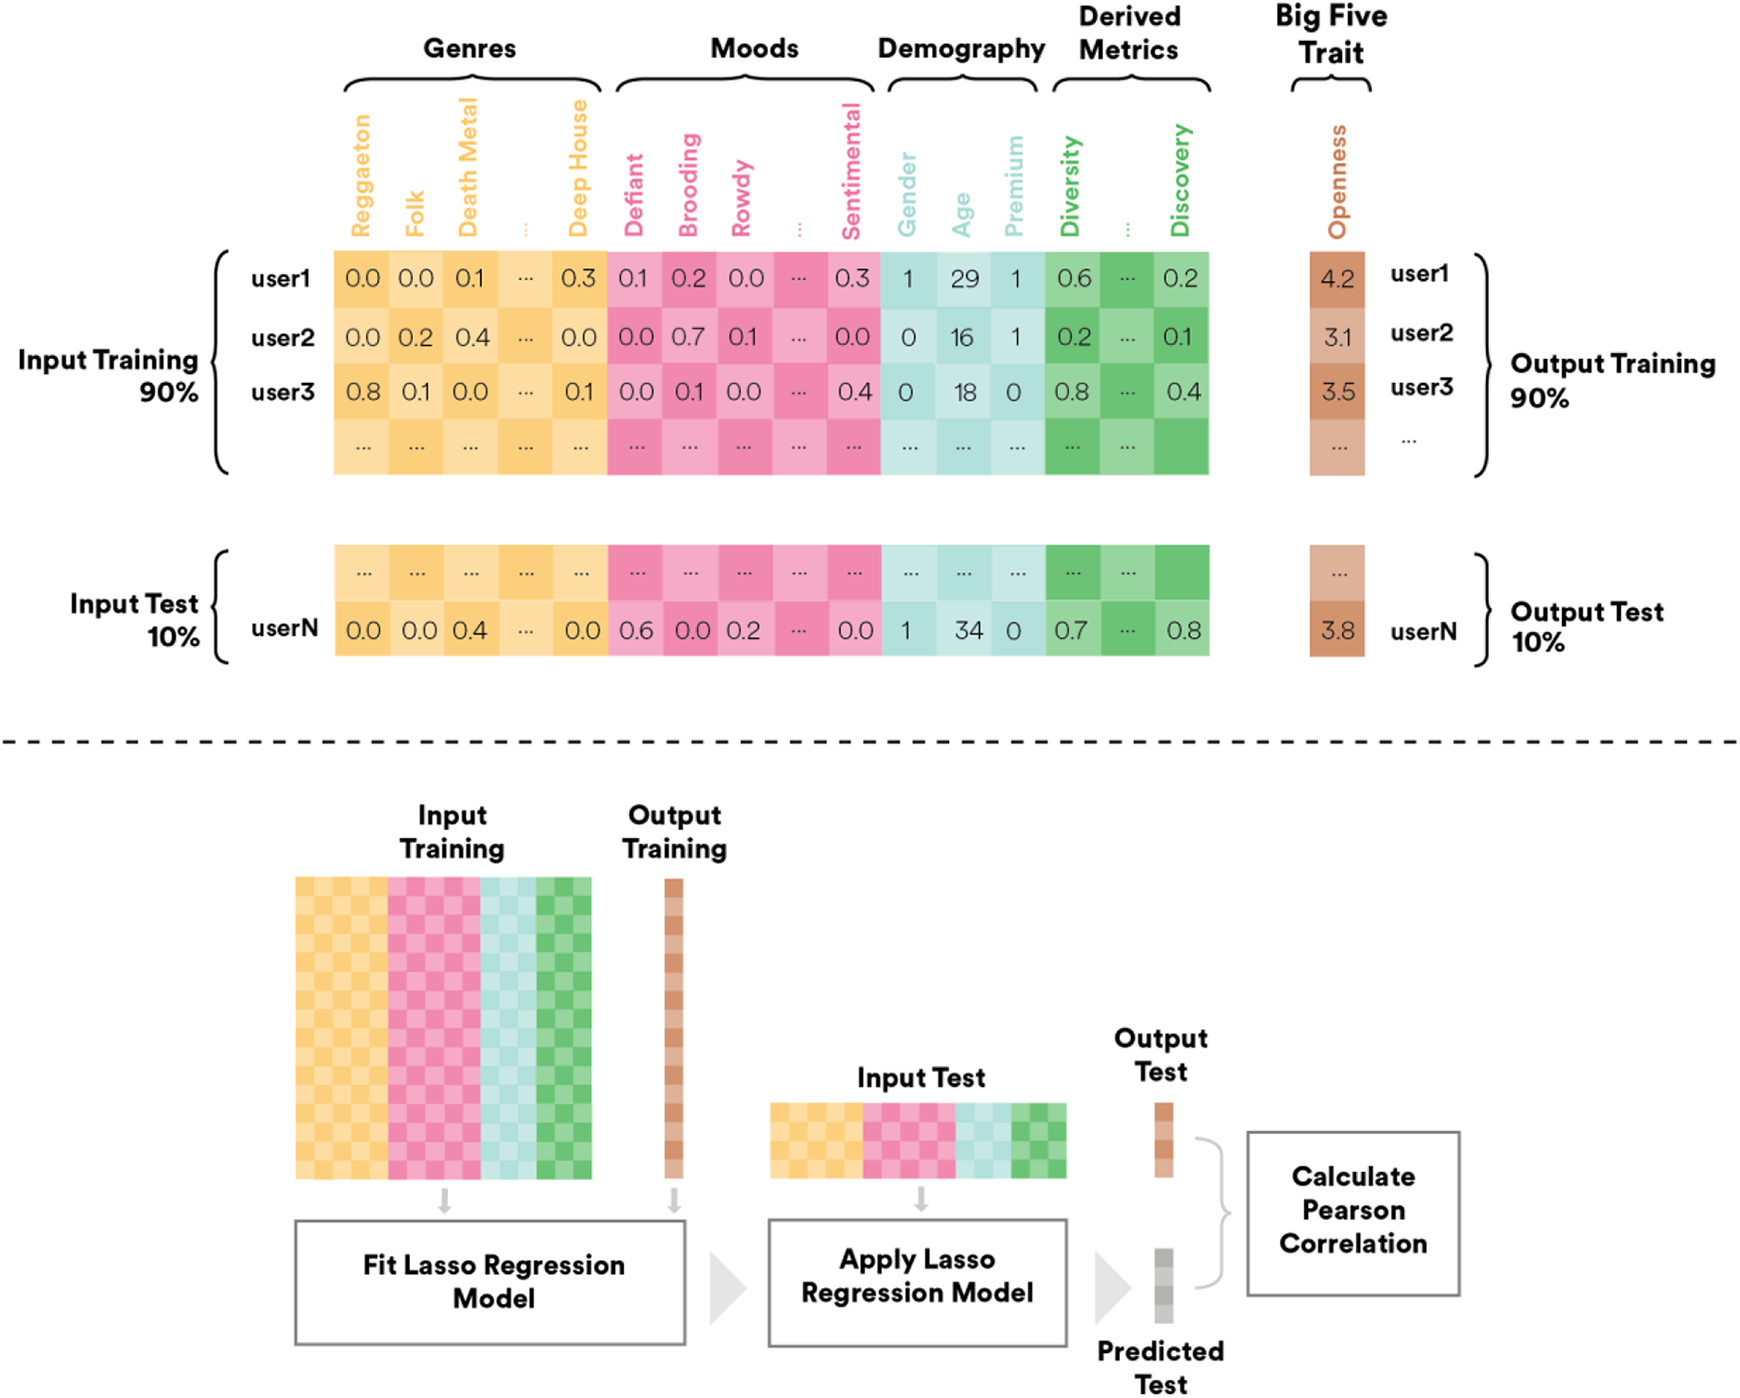 Genres
Moods
Demography
Derived
Metrics
Big Five
Trait
Reggaeton
Folk
Death Metal
...
Deep House
Defiant
Brooding
Rowdy
...
Sentimental
Gender
Age
Premium
Diversity
...
Discovery
Openness
Input Training
90%
user1 0.0 0.0 0.1 ... 0.3 0.1 0.2 0.0 ... 0.3 1 29 1 0.6 ... 0.2 4.2 user1
user2 0.0 0.2 0.4 ... 0.0 0.0 0.7 0.1 ... 0.0 0 16 1 0.2 ... 0.1 3.1 user2
user3 0.8 0.1 0.0 ... 0.1 0.0 0.1 0.0 ... 0.4 0 18 0 0.8 ... 0.4 3.5 user3
... ... ... ... ... ... ... ... ... ... ... ... ... ... ... ... ...
Output Training
90%
Input Test
10%
... ... ... ... ... ... ... ... ... ... ... ... ... ... ... ...
userN 0.0 0.0 0.4 ... 0.0 0.6 0.0 0.2 ... 0.0 1 34 0 0.7 ... 0.8 3.8 userN
Output Test
10%
Input
Training
Output
Training
Input Test
Output
Test
Fit Lasso Regression
Model
Apply Lasso
Regression Model
Calculate
Pearson
Correlation
Predicted
Test